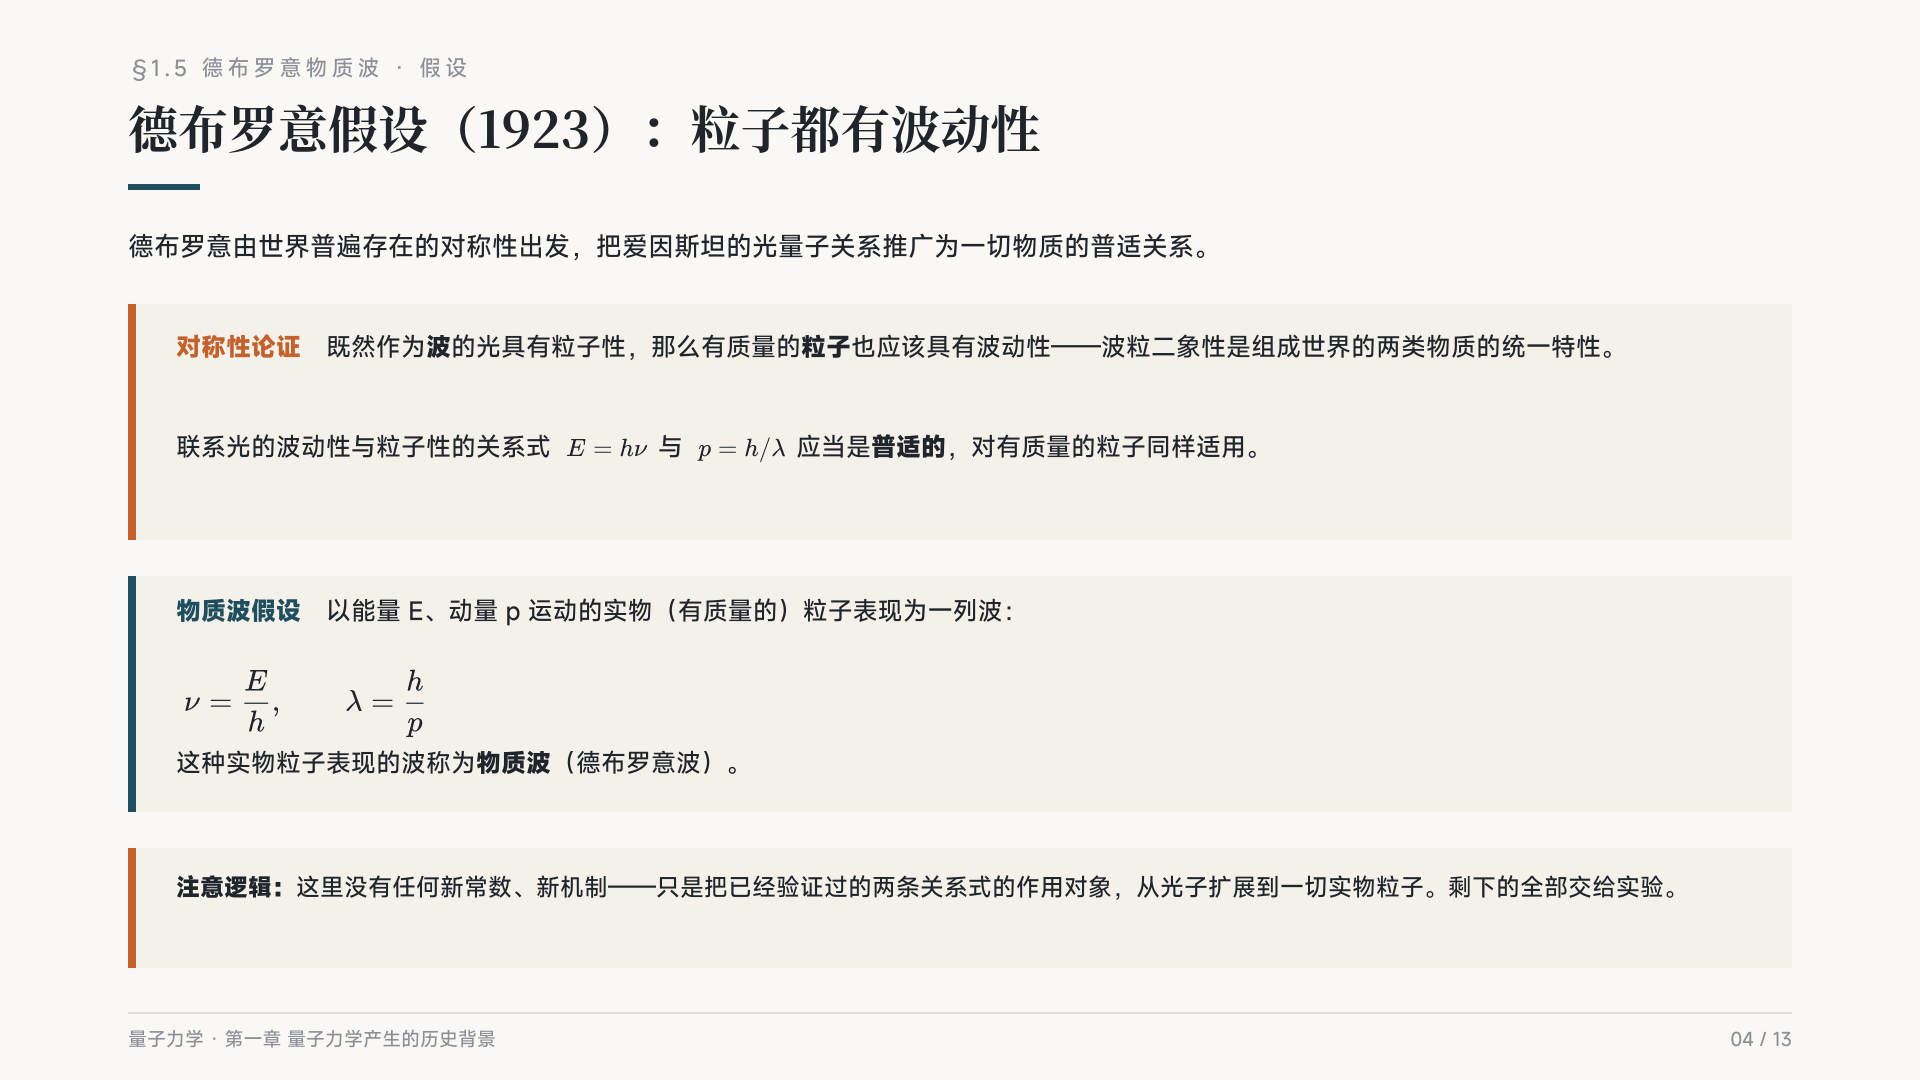 §1.5 德布罗意物质波 · 假设
德布罗意假设（1923）：粒子都有波动性
德布罗意由世界普遍存在的对称性出发，把爱因斯坦的光量子关系推广为一切物质的普适关系。
对称性论证 既然作为波的光具有粒子性，那么有质量的粒子也应该具有波动性——波粒二象性是组成世界的两类物质的统一特性。
联系光的波动性与粒子性的关系式 E = hν 与 p = h/λ 应当是普适的，对有质量的粒子同样适用。
物质波假设 以能量 E、动量 p 运动的实物（有质量的）粒子表现为一列波：
ν = E/h, λ = h/p
这种实物粒子表现的波称为物质波（德布罗意波）。
注意逻辑：这里没有任何新常数、新机制——只是把已经验证过的两条关系式的作用对象，从光子扩展到一切实物粒子。剩下的全部交给实验。
量子力学 · 第一章 量子力学产生的历史背景
04 / 13